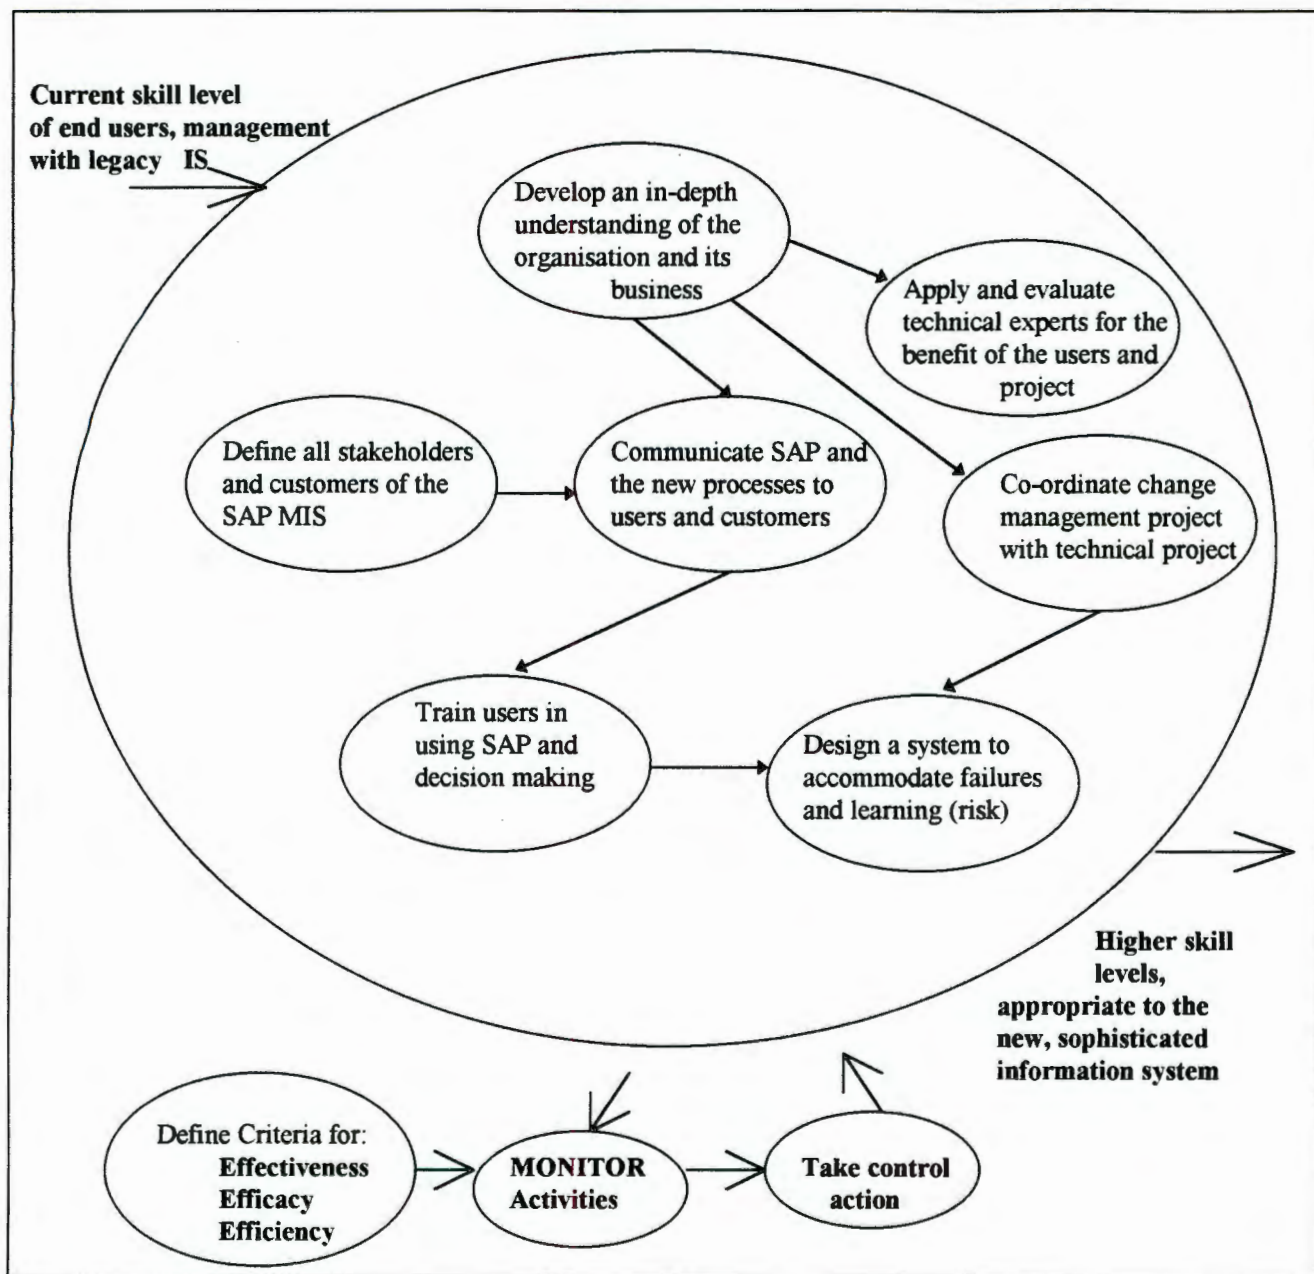 Current skill level
of end users, management
with legacy IS
Develop an in-depth
understanding of the
organisation and its
business
Apply and evaluate
technical experts for the
benefit of the users and
project
Define all stakeholders
and customers of the
SAP MIS
Communicate SAP and
the new processes to
users and customers
Co-ordinate change
management project
with technical project
Train users in
using SAP and
decision making
Design a system to
accommodate failures
and learning (risk)
Higher skill
levels,
appropriate to the
new, sophisticated
information system
Define Criteria for:
Effectiveness
Efficacy
Efficiency
MONITOR
Activities
Take control
action